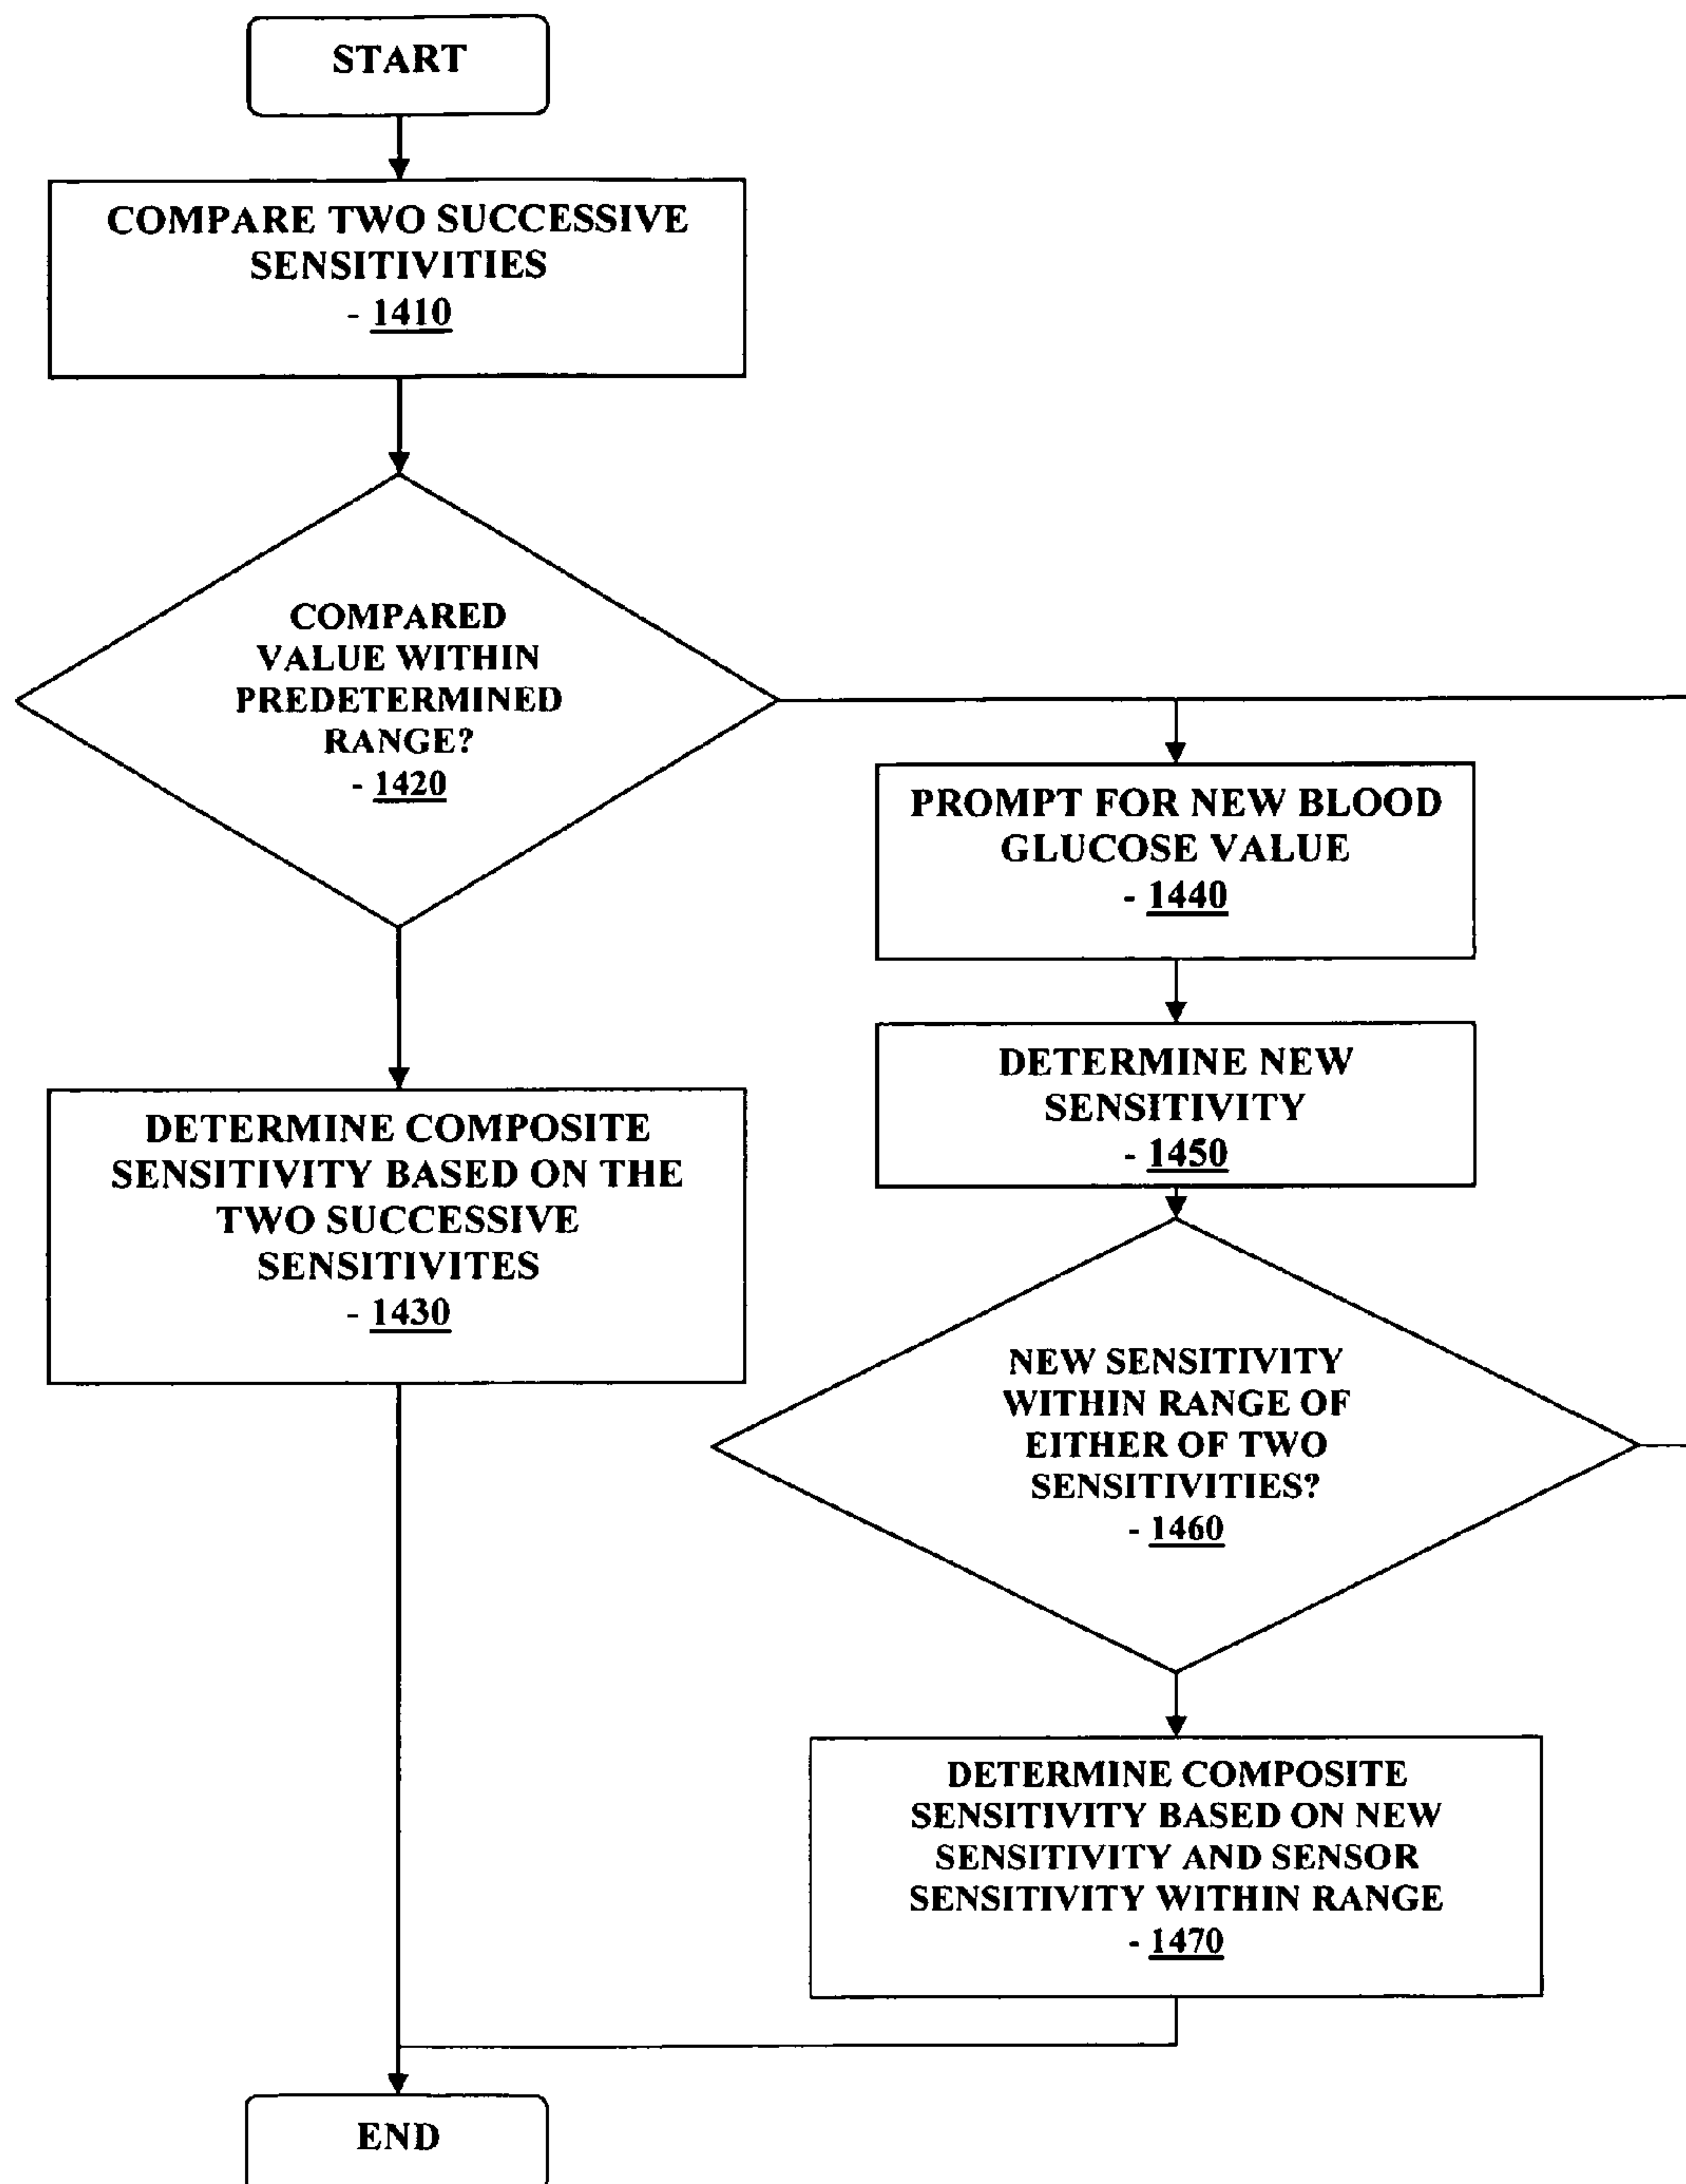 START
COMPARE TWO SUCCESSIVE
SENSITIVITIES
- 1410
COMPARED
VALUE WITHIN
PREDETERMINED
RANGE?
- 1420
PROMPT FOR NEW BLOOD
GLUCOSE VALUE
- 1440
DETERMINE NEW
SENSITIVITY
- 1450
DETERMINE COMPOSITE
SENSITIVITY BASED ON THE
TWO SUCCESSIVE
SENSITIVITES
- 1430
NEW SENSITIVITY
WITHIN RANGE OF
EITHER OF TWO
SENSITIVITIES?
- 1460
DETERMINE COMPOSITE
SENSITIVITY BASED ON NEW
SENSITIVITY AND SENSOR
SENSITIVITY WITHIN RANGE
- 1470
END